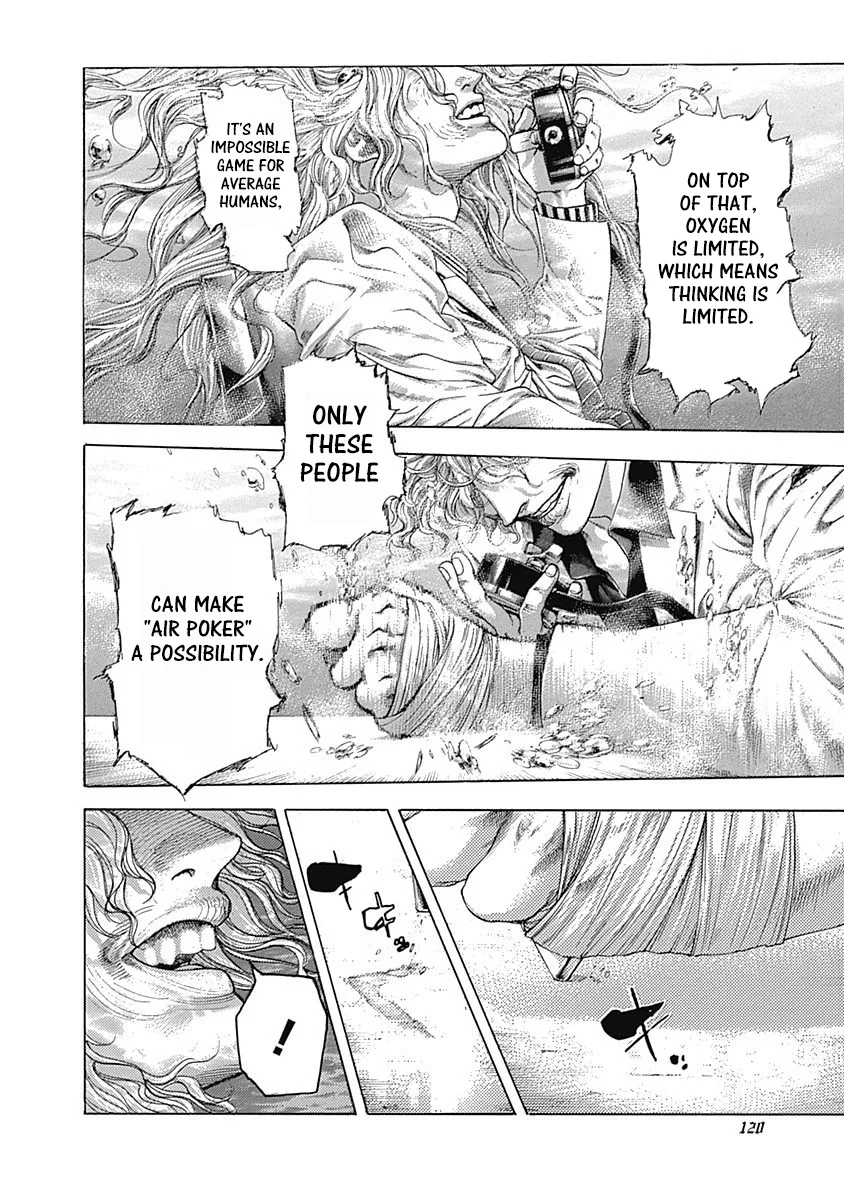 ON TOP
OF THAT,
OXYGEN
IS LIMITED,
WHICH MEANS
THINKING IS
LIMITED.
IT'S AN
IMPOSSIBLE
GAME FOR
AVERAGE
HUMANS,
ONLY
THESE
PEOPLE
CAN MAKE
"AIR POKER"
A POSSIBILITY.
!
120